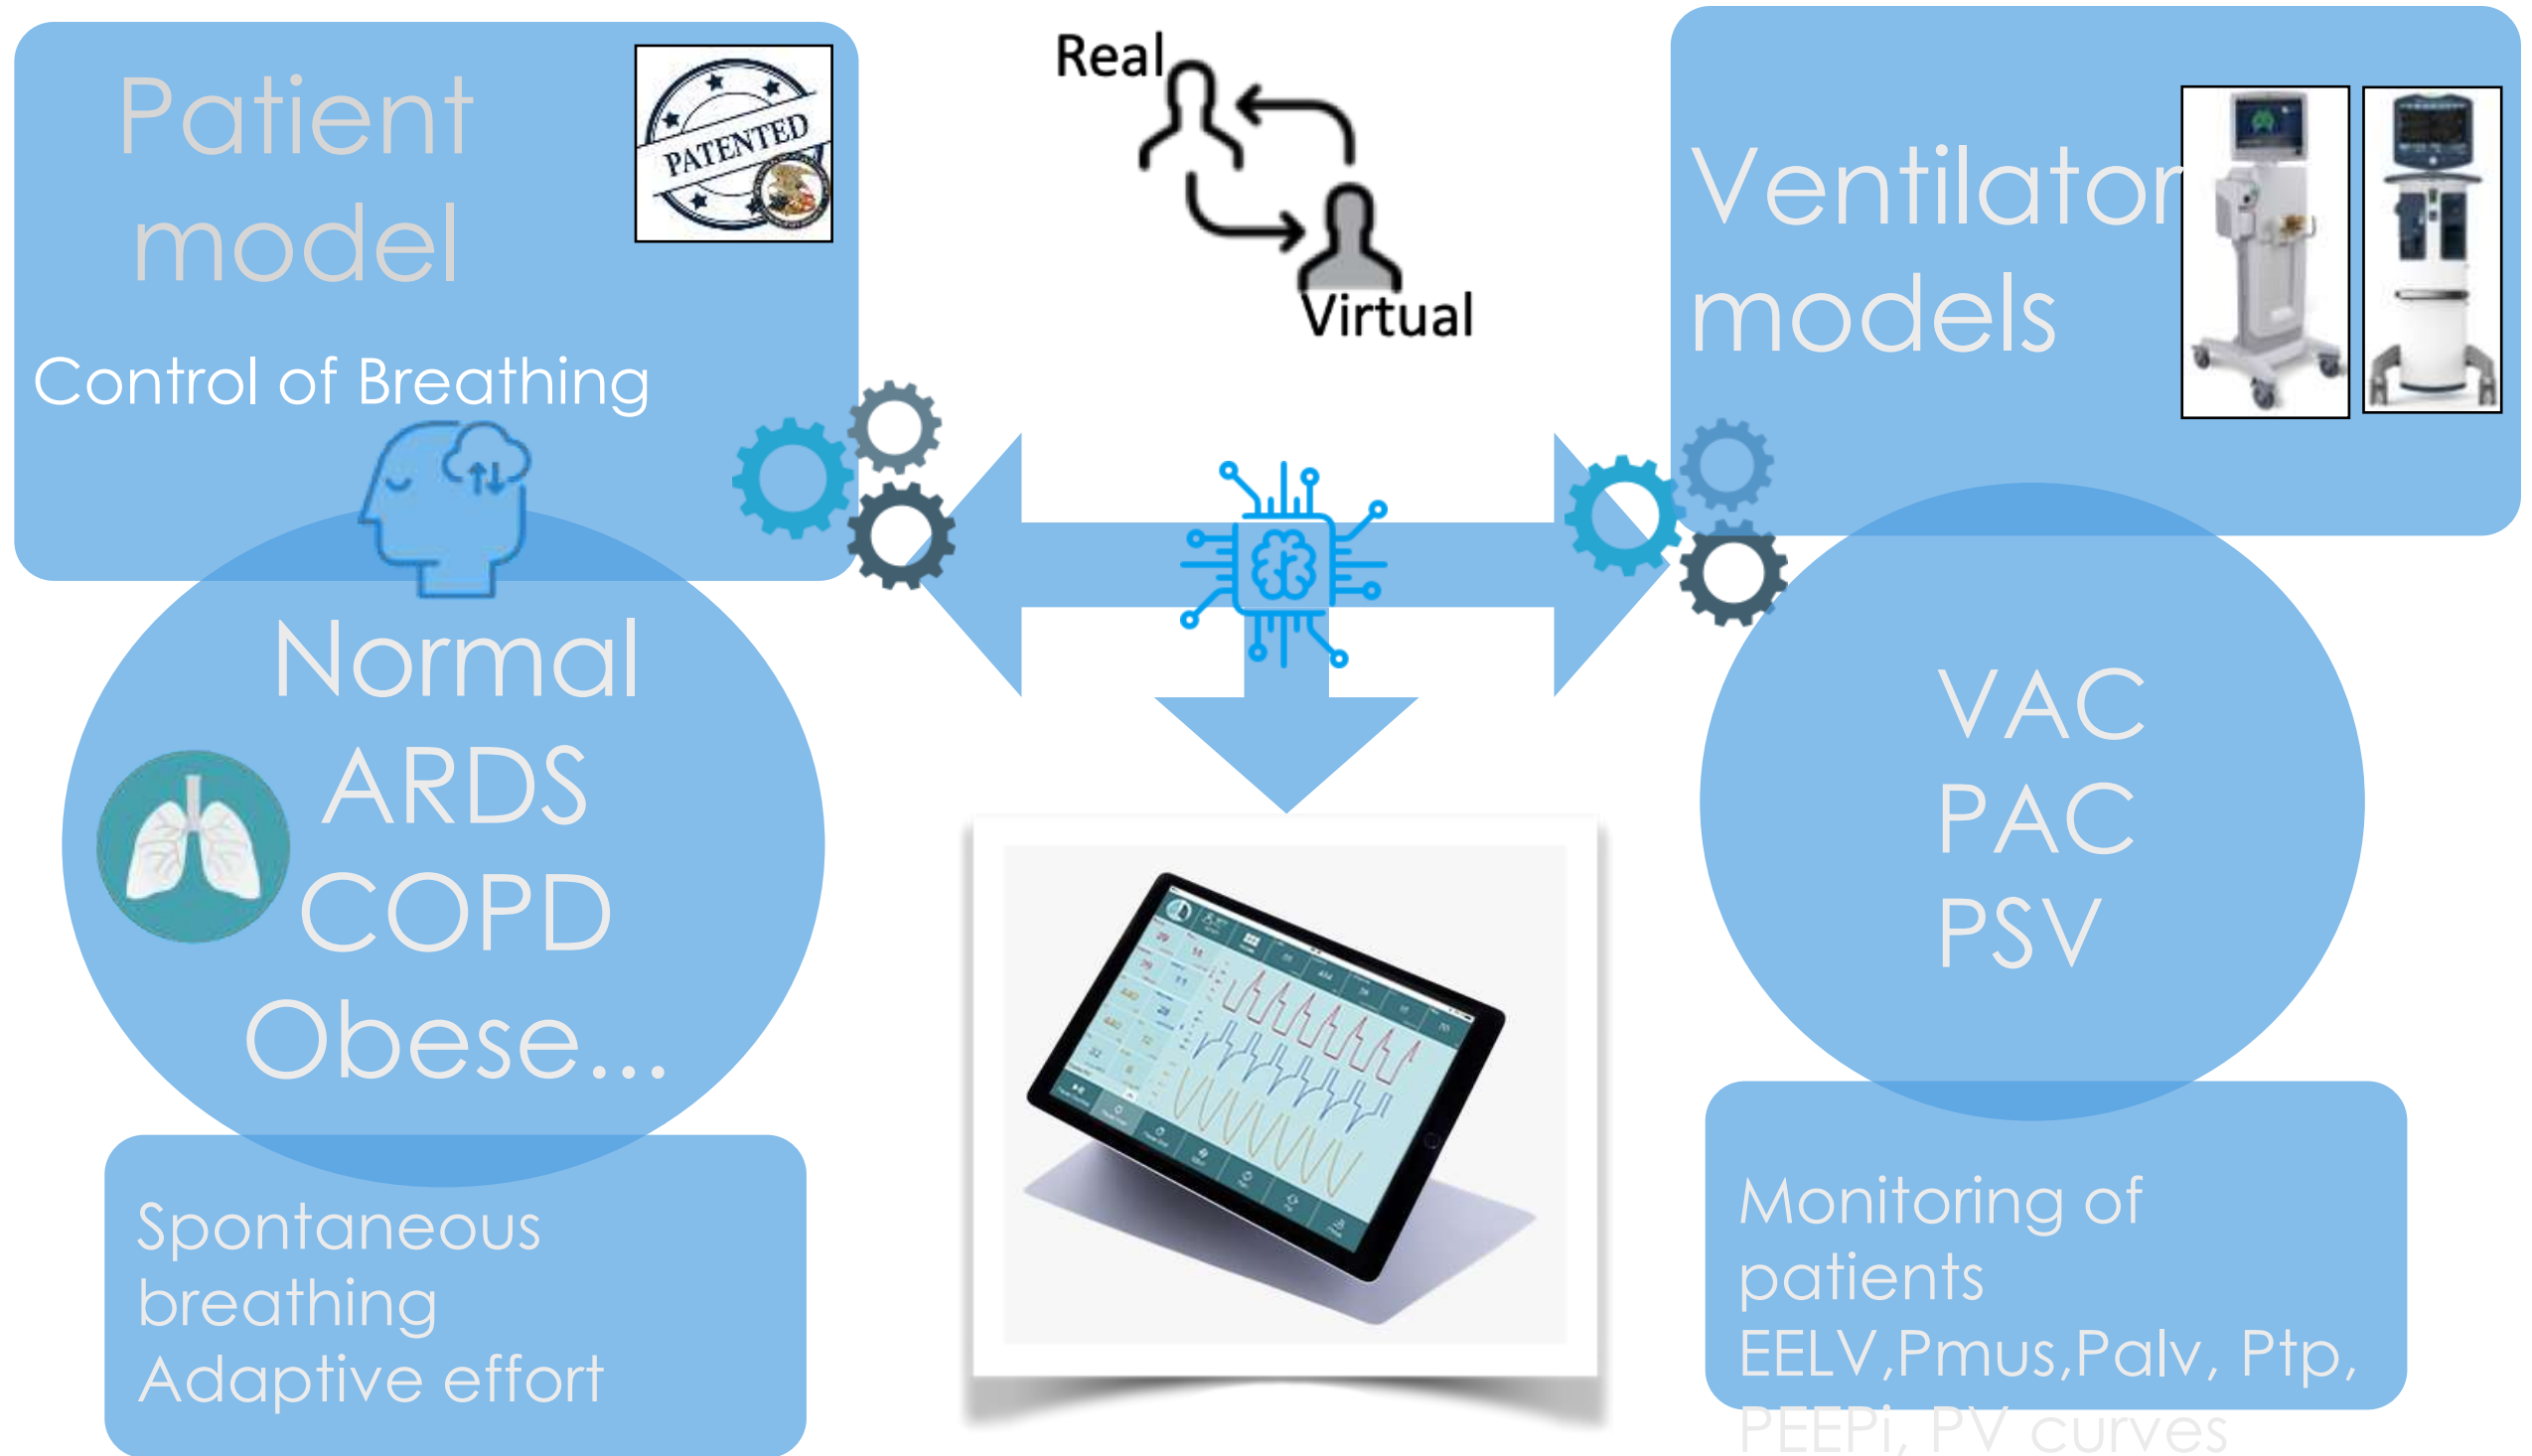 Patient
model
PATENTED
Control of Breathing
Normal
ARDS
COPD
Obese...
Spontaneous
breathing
Adaptive effort
Real
Virtual
Ventilator
models
VAC
PAC
PSV
Monitoring of
patients
EELV,Pmus,Palv, Ptp,
PEEPi, PV curves